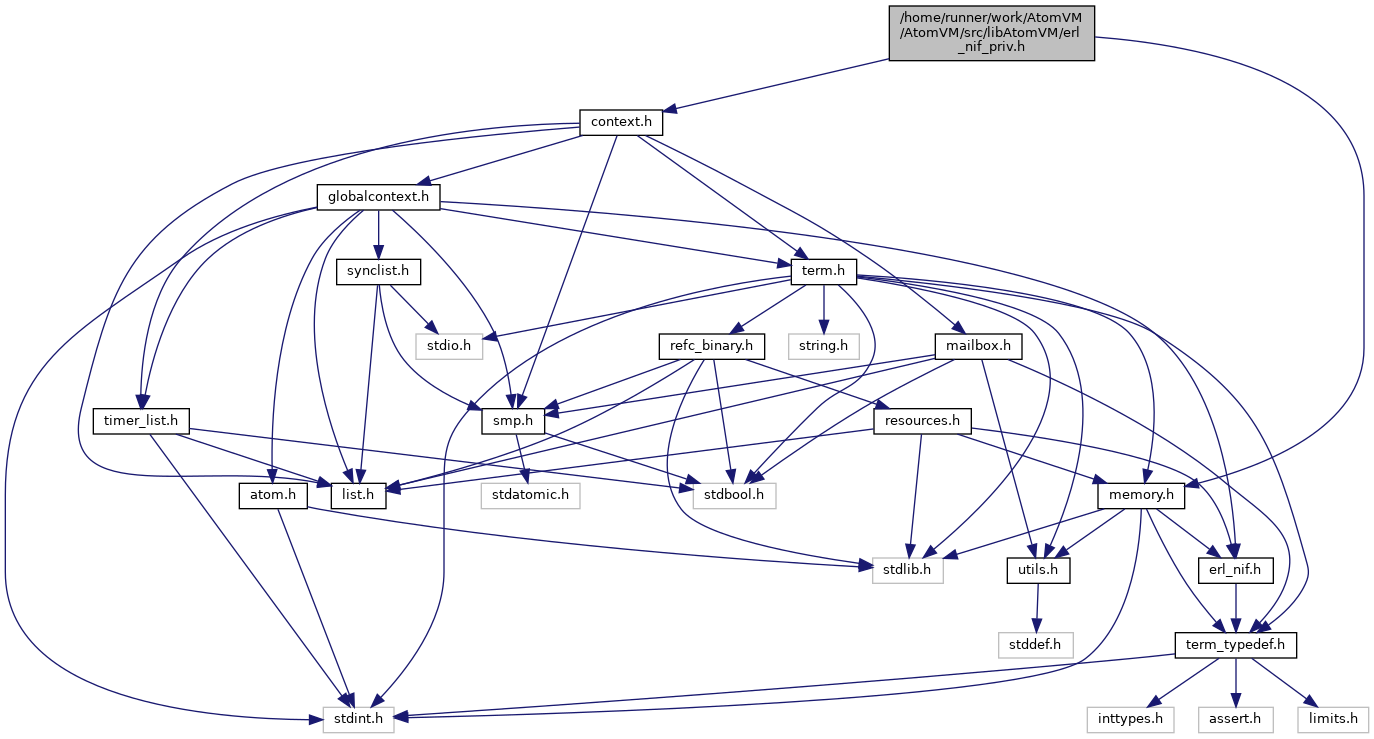 /home/runner/work/AtomVM
/AtomVM/src/libAtomVM/erl
_nif_priv.h
context.h
globalcontext.h
synclist.h
term.h
stdio.h
refc_binary.h
string.h
mailbox.h
timer_list.h
smp.h
resources.h
atom.h
list.h
stdatomic.h
stdbool.h
memory.h
stdlib.h
utils.h
erl_nif.h
stddef.h
term_typedef.h
stdint.h
inttypes.h
assert.h
limits.h